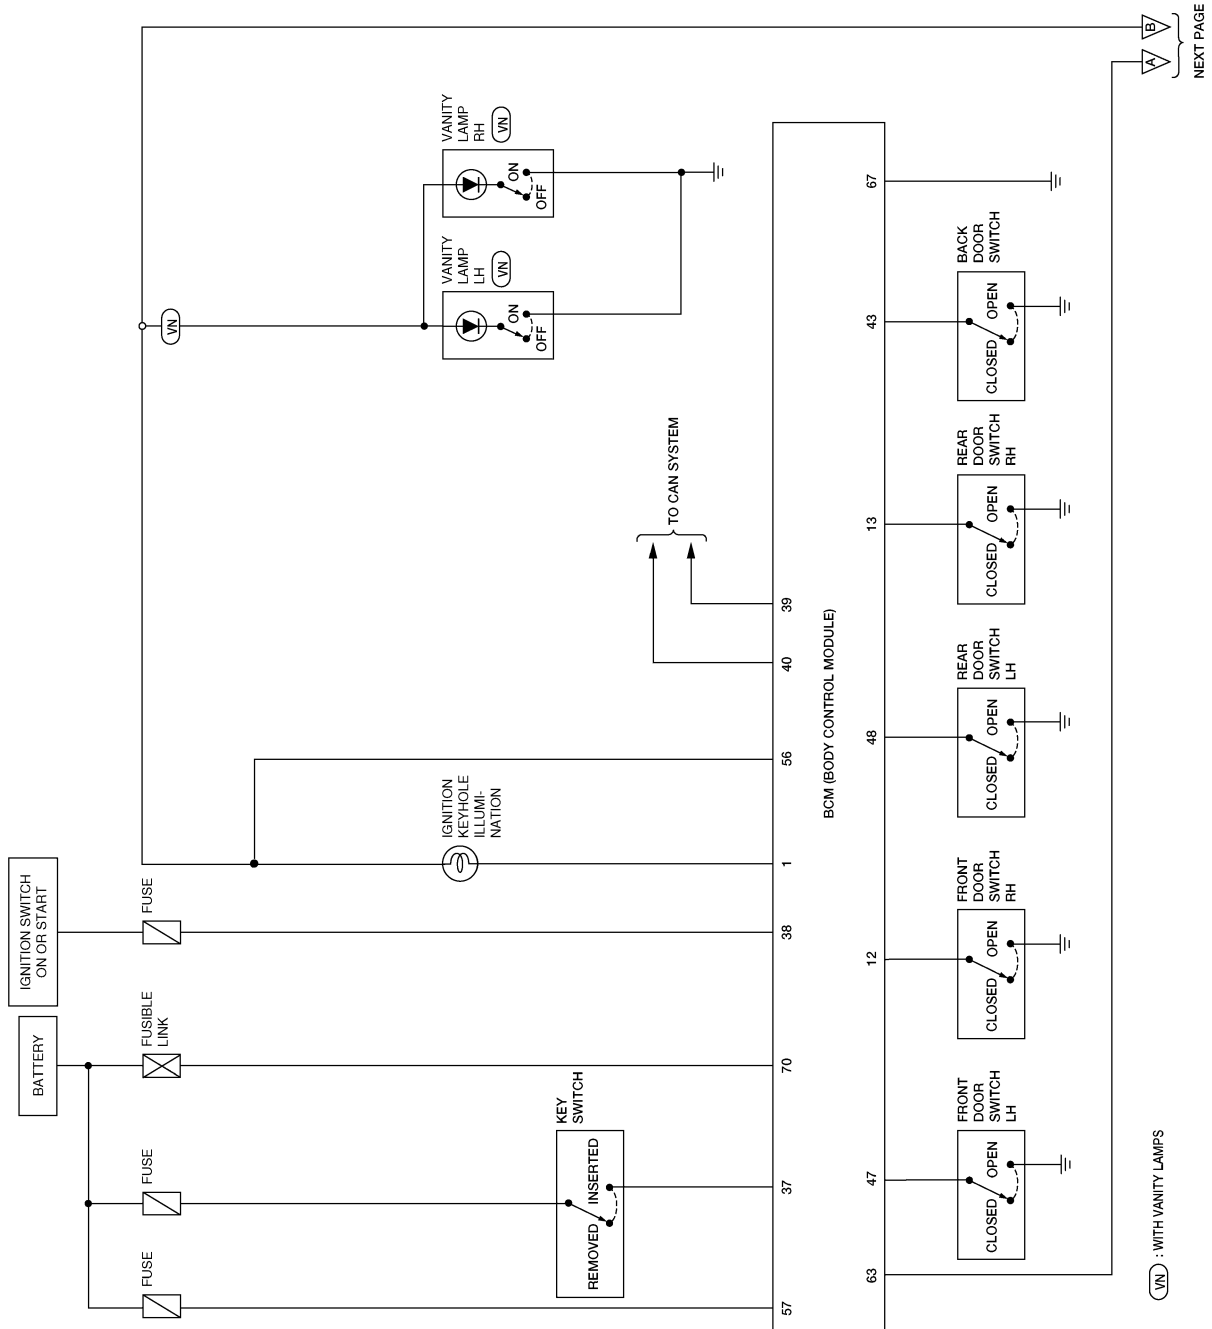 BATTERY
IGNITION SWITCH
ON OR START
FUSE
FUSE
FUSIBLE
LINK
FUSE
VN
VANITY
LAMP
LH
VN
ON
OFF
VANITY
LAMP
RH
VN
ON
OFF
IGNITION
KEYHOLE
ILLUMI-
NATION
KEY
SWITCH
REMOVED
INSERTED
TO CAN SYSTEM
57
37
70
38
1
56
40
39
BCM (BODY CONTROL MODULE)
63
47
12
48
13
43
67
FRONT
DOOR
SWITCH
LH
CLOSED
OPEN
FRONT
DOOR
SWITCH
RH
CLOSED
OPEN
REAR
DOOR
SWITCH
LH
CLOSED
OPEN
REAR
DOOR
SWITCH
RH
CLOSED
OPEN
BACK
DOOR
SWITCH
CLOSED
OPEN
A
B
NEXT PAGE
VN : WITH VANITY LAMPS